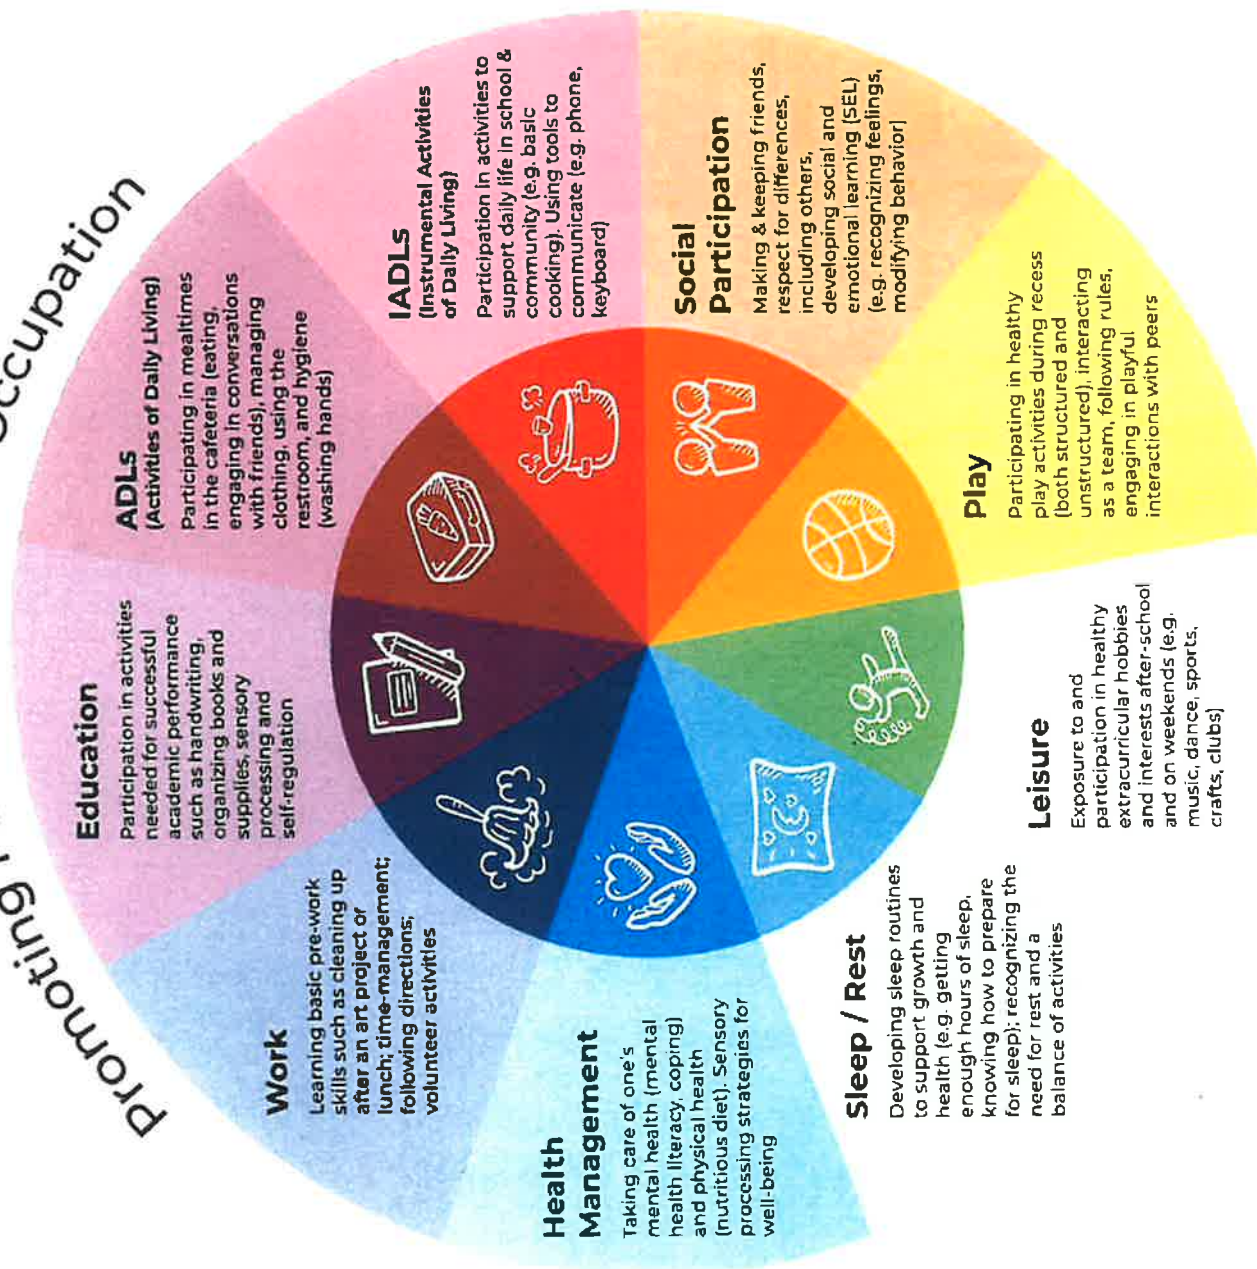 Promoting
Occupation
Education
Participation in activities
needed for successful
academic performance
such as handwriting,
organizing books and
supplies, sensory
processing and
self-regulation
ADLs
(Activities of Daily Living)
Participating in mealtimes
in the cafeteria (eating,
engaging in conversations
with friends), managing
clothing, using the
restroom, and hygiene
(washing hands)
IADLs
(Instrumental Activities
of Daily Living)
Participation in activities to
support daily life in school &
community (e.g. basic
cooking). Using tools to
communicate (e.g. phone,
keyboard)
Social
Participation
Making & keeping friends,
respect for differences,
including others,
developing social and
emotional learning (SEL)
(e.g. recognizing feelings,
modifying behavior)
Play
Participating in healthy
play activities during recess
(both structured and
unstructured), interacting
as a team, following rules,
engaging in playful
interactions with peers
Leisure
Exposure to and
participation in healthy
extracurricular hobbies
and interests after-school
and on weekends (e.g.
music, dance, sports,
crafts, clubs)
Sleep / Rest
Developing sleep routines
to support growth and
health (e.g. getting
enough hours of sleep,
knowing how to prepare
for sleep); recognizing the
need for rest and a
balance of activities
Health
Management
Taking care of one's
mental health (mental
health literacy, coping)
and physical health
(nutritious diet). Sensory
processing strategies for
well-being
Work
Learning basic pre-work
skills such as cleaning up
after an art project or
lunch; time-management;
following directions;
volunteer activities